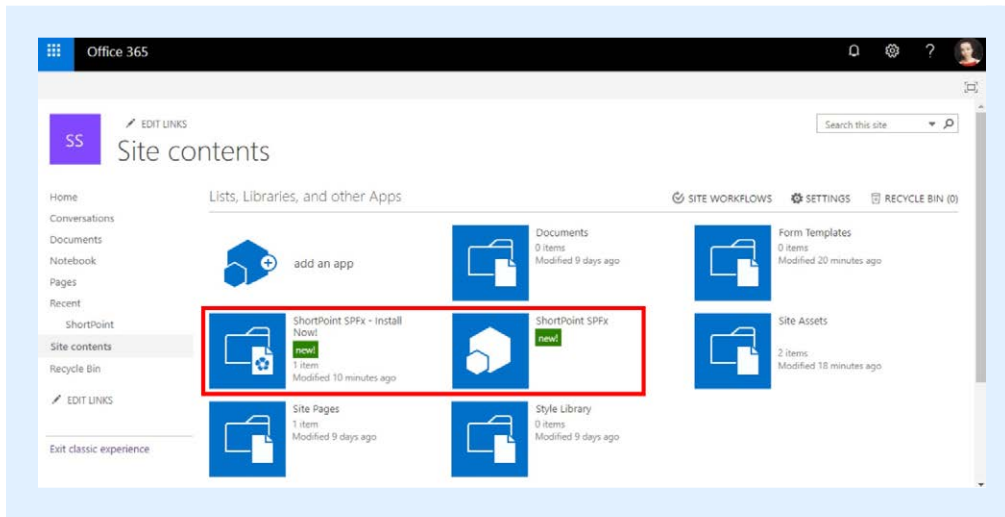 Office 365
?
EDIT LINKS
SS
Site contents
Search this site
Home
Conversations
Documents
Notebook
Pages
Recent
ShortPoint
Site contents
Recycle Bin
EDIT LINKS
Exit classic experience
Lists, Libraries, and other Apps
SITE WORKFLOWS
SETTINGS
RECYCLE BIN (0)
add an app
Documents
0 items
Modified 9 days ago
Form Templates
0 items
Modified 20 minutes ago
ShortPoint SPFx - Install
Now!
new!
1 item
Modified 10 minutes ago
ShortPoint SPFx
new!
Site Assets
2 items
Modified 18 minutes ago
Site Pages
1 item
Modified 9 days ago
Style Library
0 items
Modified 9 days ago